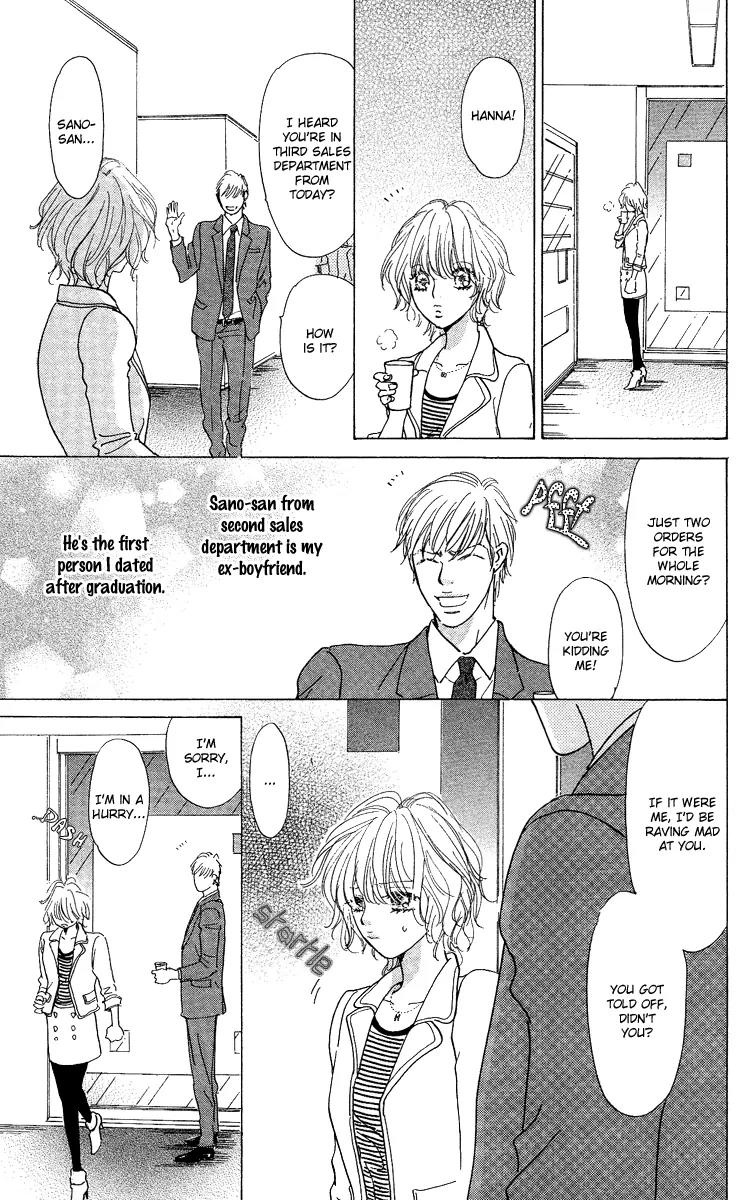 HANNA!
I HEARD
YOU'RE IN
THIRD SALES
DEPARTMENT
FROM
TODAY?
HOW
IS IT?
SANO-
SAN...
JUST TWO
ORDERS
FOR THE
WHOLE
MORNING?
YOU'RE
KIDDING
ME!
Sano-san from
second sales
department is my
ex-boyfriend.
He's the first
person I dated
after graduation.
IF IT WERE
ME, I'D BE
RAVING MAD
AT YOU.
YOU GOT
TOLD OFF,
DIDN'T
YOU?
...
startle
I'M
SORRY,
I...
I'M IN A
HURRY...
DASH